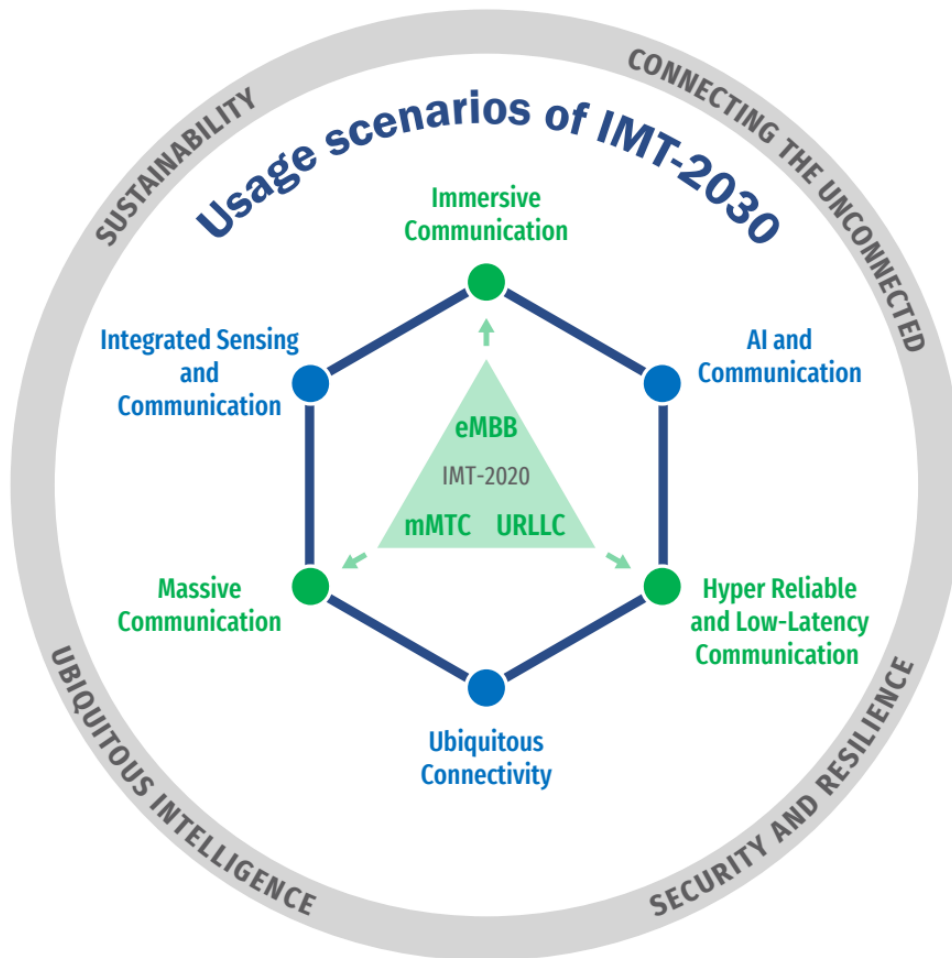 SUSTAINABILITY
CONNECTING THE UNCONNECTED
Usage scenarios of IMT-2030
Immersive
Communication
Integrated Sensing
and
Communication
AI and
Communication
eMBB
IMT-2020
mMTC URLLC
Massive
Communication
Hyper Reliable
and Low-Latency
Communication
Ubiquitous
Connectivity
UBIQUITOUS INTELLIGENCE
SECURITY AND RESILIENCE